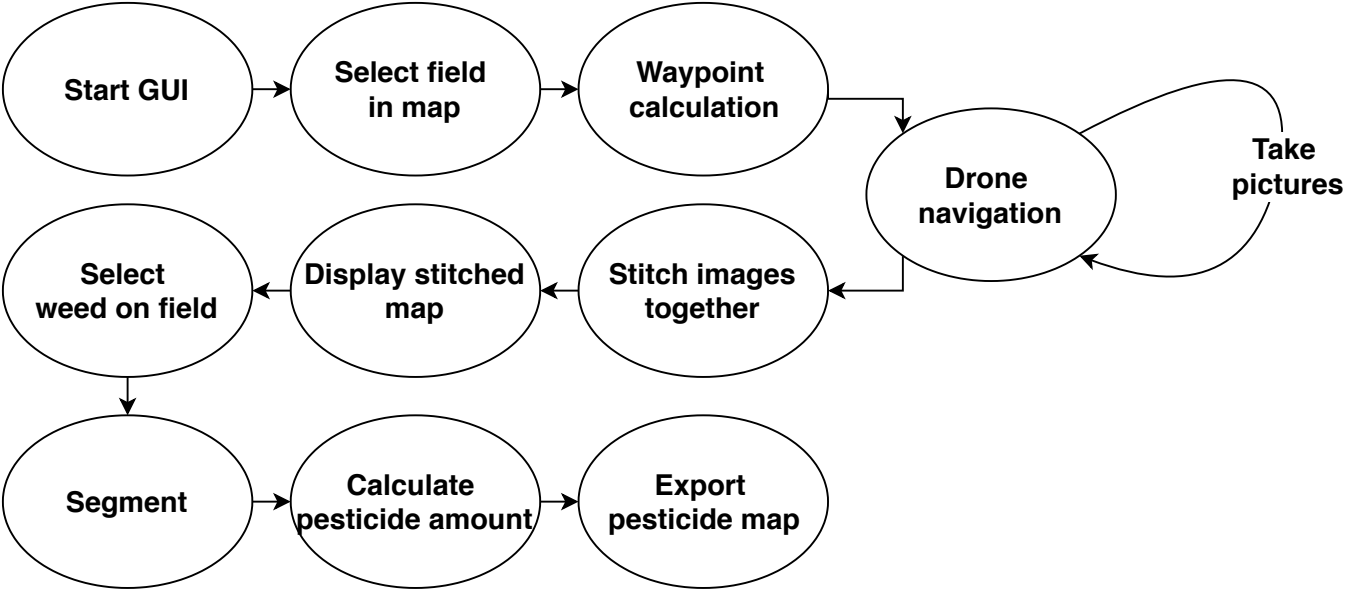 Start GUI
Select field
in map
Waypoint
calculation
Drone
navigation
Take
pictures
Stitch images
together
Display stitched
map
Select
weed on field
Segment
Calculate
pesticide amount
Export
pesticide map